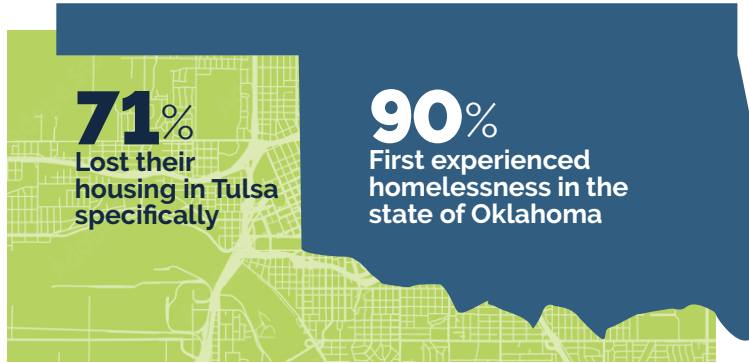 71%
Lost their
housing in Tulsa
specifically
90%
First experienced
homelessness in the
state of Oklahoma